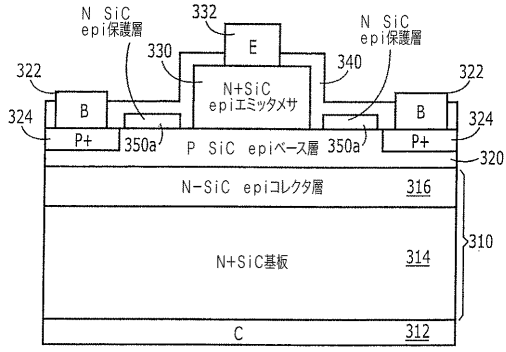 N SiC
epi保護層
332
N SiC
epi保護層
E
322
330
340
322
N+SiC
epiエミッタメサ
324
B
B
324
P+
350a
350a
P+
P SiC epiベース層
320
N−SiC epiコレクタ層
316
310
N+SiC基板
314
C
312